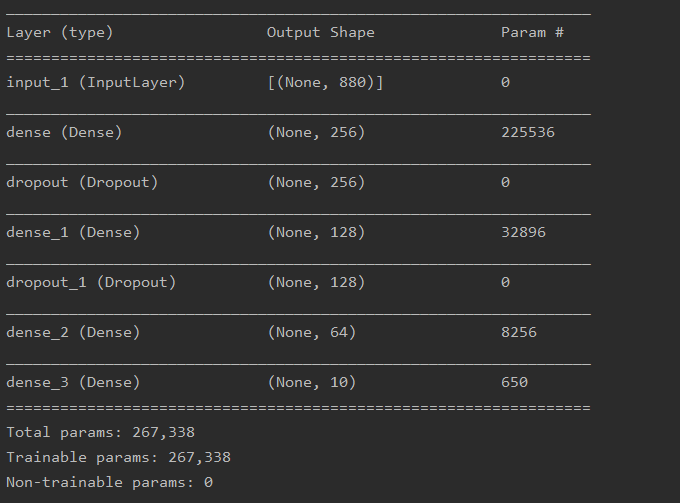 _________________________________________________________________
Layer (type)                 Output Shape              Param #
=================================================================
input_1 (InputLayer)         [(None, 880)]             0
_________________________________________________________________
dense (Dense)                (None, 256)               225536
_________________________________________________________________
dropout (Dropout)            (None, 256)               0
_________________________________________________________________
dense_1 (Dense)              (None, 128)               32896
_________________________________________________________________
dropout_1 (Dropout)          (None, 128)               0
_________________________________________________________________
dense_2 (Dense)              (None, 64)                8256
_________________________________________________________________
dense_3 (Dense)              (None, 10)                650
=================================================================
Total params: 267,338
Trainable params: 267,338
Non-trainable params: 0